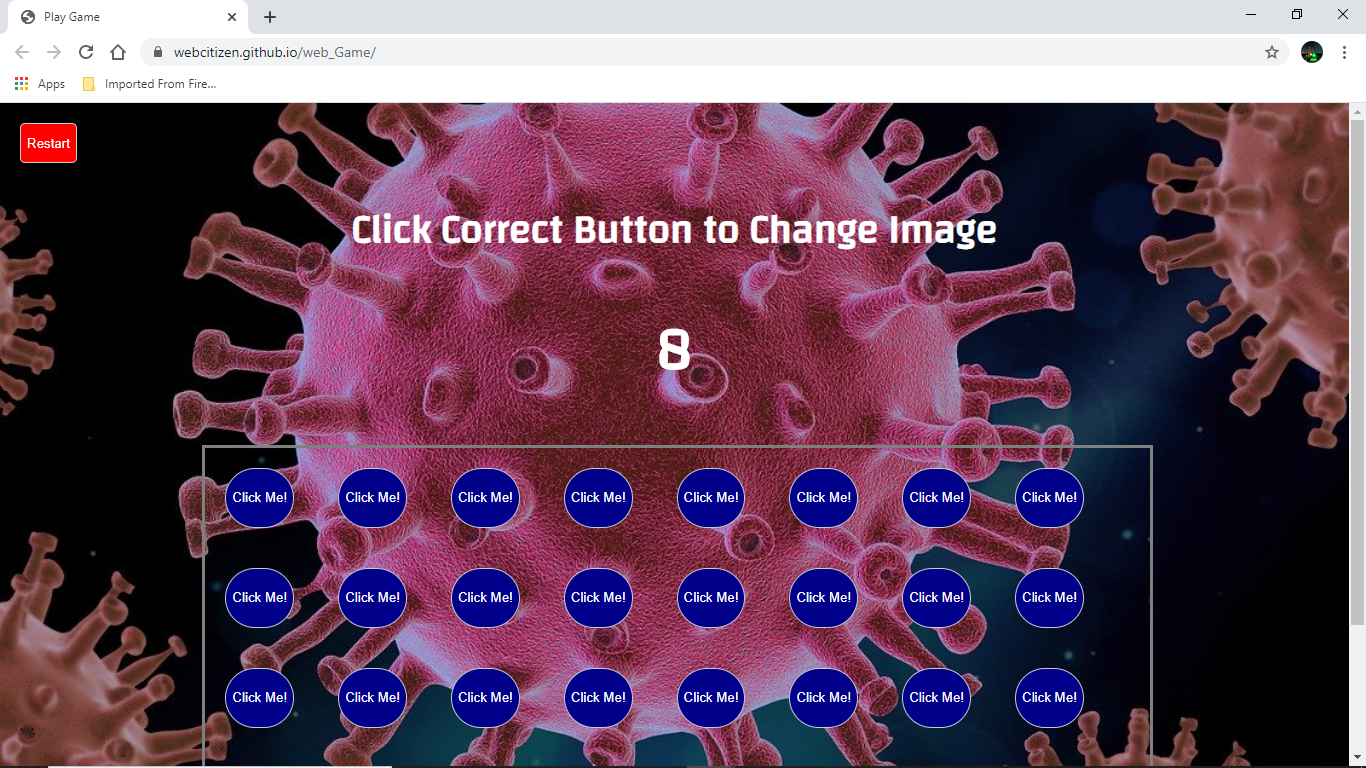 Play Game
webcitizen.github.io/web_Game/
Apps Imported From Fire...
Restart
Click Correct Button to Change Image
8
Click Me! Click Me! Click Me! Click Me! Click Me! Click Me! Click Me! Click Me!
Click Me! Click Me! Click Me! Click Me! Click Me! Click Me! Click Me! Click Me!
Click Me! Click Me! Click Me! Click Me! Click Me! Click Me! Click Me! Click Me!